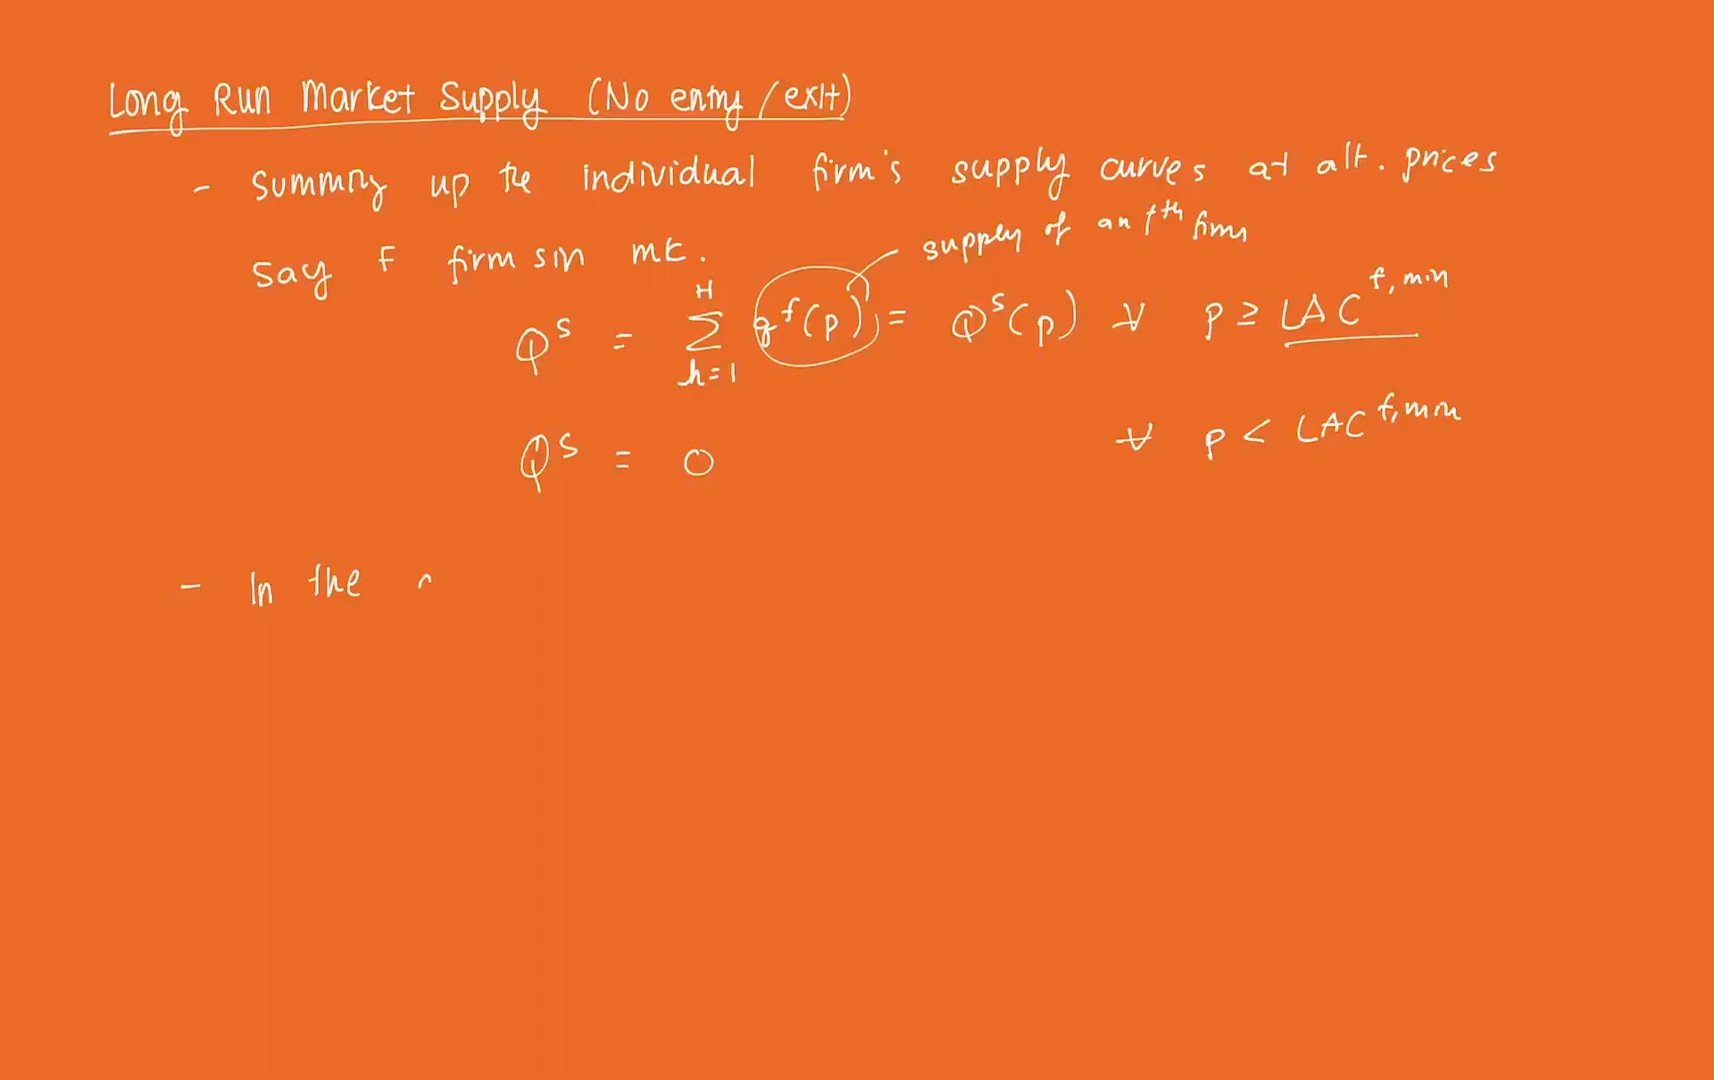 Long Run Market Supply (No entry / exit)
- Summing up the individual firm's supply curves at alt. prices
supply of an fth firm
Say F firms in mkt.
Q^S = \sum_{h=1}^{H} q^f(p) = Q^S(p) ∀ p ≥ LAC^{f, min}
Q^S = 0 ∀ p < LAC^{f, min}
- In the